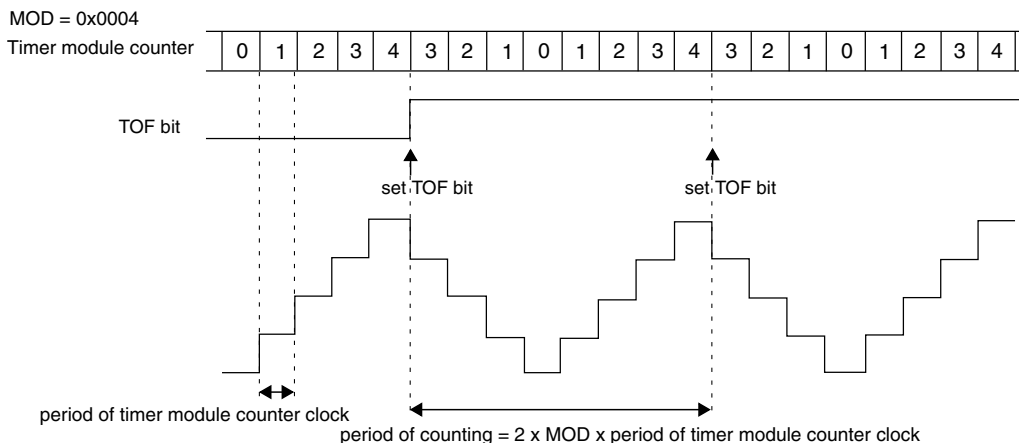 MOD = 0x0004
Timer module counter 0 1 2 3 4 3 2 1 0 1 2 3 4 3 2 1 0 1 2 3 4
TOF bit
set TOF bit set TOF bit
period of timer module counter clock
period of counting = 2 x MOD x period of timer module counter clock